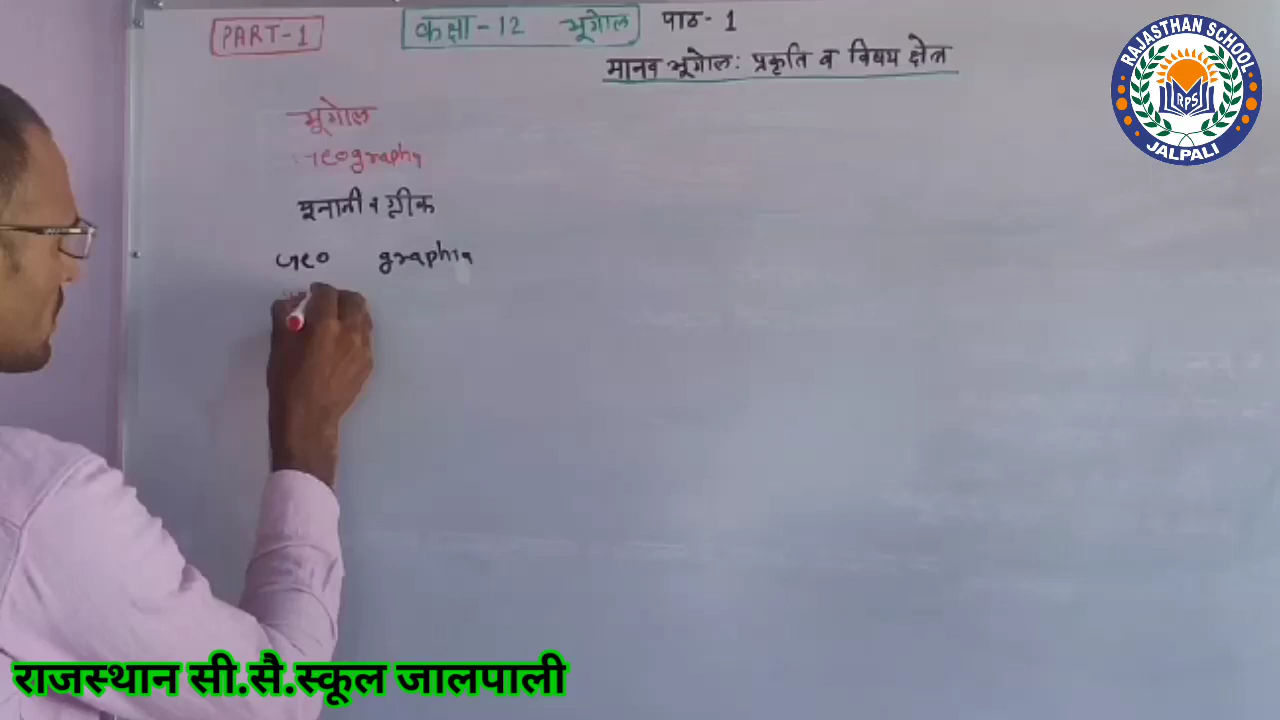 PART-1
कक्षा-12 भूगोल पाठ-1
मानव भूगोल: प्रकृति व विषय क्षेत्र
भूगोल
Geography
यूनानी व ग्रीक
Geo graphia
RAJASTHAN SCHOOL
RPS
JALPALI
राजस्थान सी.सै.स्कूल जालपाली